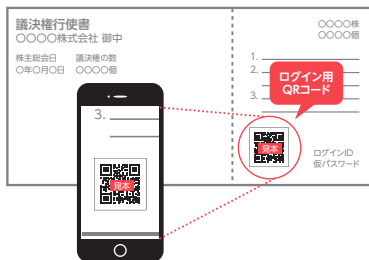 議決権行使書
○○○○株式会社 御中
株主総会日 議決権の数
○年○月○日 ○○○○個
○○○○株
○○○○個
1.
2.
3.
ログイン用
QRコード
見本
ログインID
仮パスワード
3.
見本